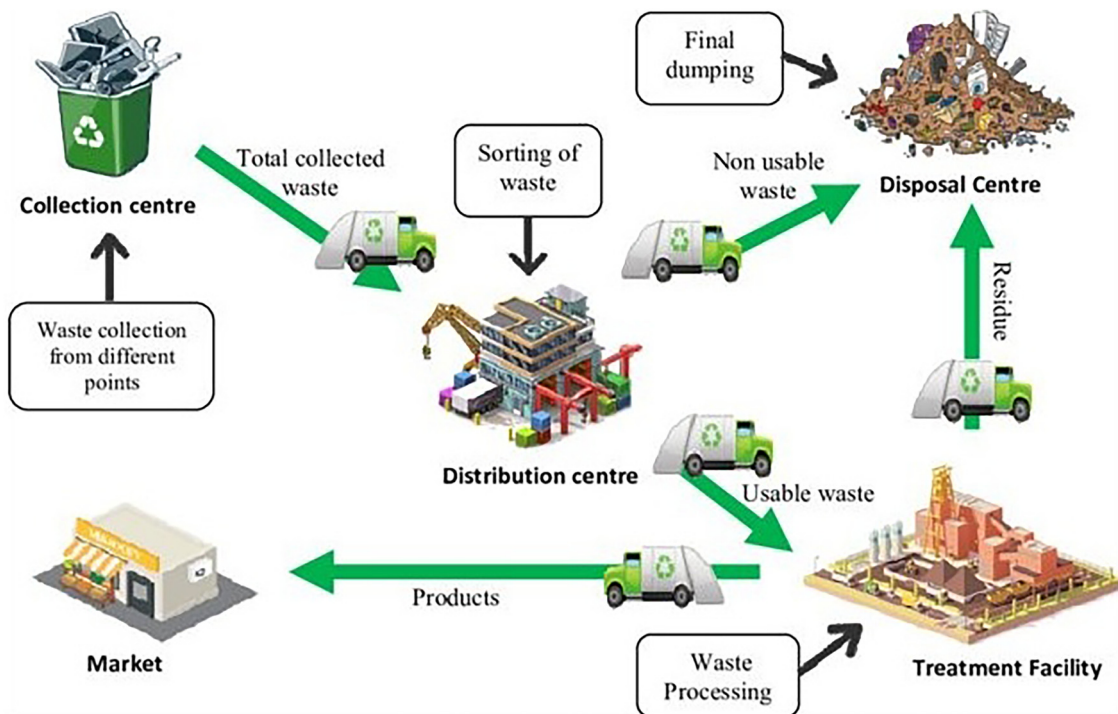 Final
dumping
Total collected
waste
Sorting of
waste
Non usable
waste
Disposal Centre
Collection centre
Residue
Waste collection
from different
points
Distribution centre
Usable waste
MARKET
Products
Market
Waste
Processing
Treatment Facility